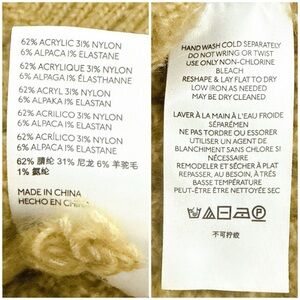 62% ACRYLIC 31% NYLON
6% ALPACA 1% ELASTANE
62% ACRYLIQUE 31% NYLON
6% ALPAGA 1% ÉLASTHANNE
62% ACRYL 31% NYLON
6% ALPAKA 1% ELASTAN
62% ACRILICO 31% NYLON
6% ALPACA 1% ELASTAN
62% ACRÍLICO 31% NYLON
6% ALPACA 1% ELASTANO
62% 腈纶 31% 尼龙 6% 羊驼毛
1% 氨纶
MADE IN CHINA
HECHO EN CHINA
HAND WASH COLD SEPARATELY
DO NOT WRING OR TWIST
USE ONLY NON-CHLORINE
BLEACH
RESHAPE & LAY FLAT TO DRY
LOW IRON AS NEEDED
MAY BE DRY CLEANED
LAVER À LA MAIN À L'EAU FROIDE
SÉPARÉMEN
NE PAS TORDRE OU ESSORER
UTILISER UN AGENT DE
BLANCHIMENT SANS CHLORE SI
NÉCESSAIRE
REMODELER ET SÉCHER À PLAT
REPASSER, AU BESOIN, À TRÈS
BASSE TEMPÉRATURE
PEUT-ÊTRE ÊTRE NETTOYÉE SEC
不可拧绞